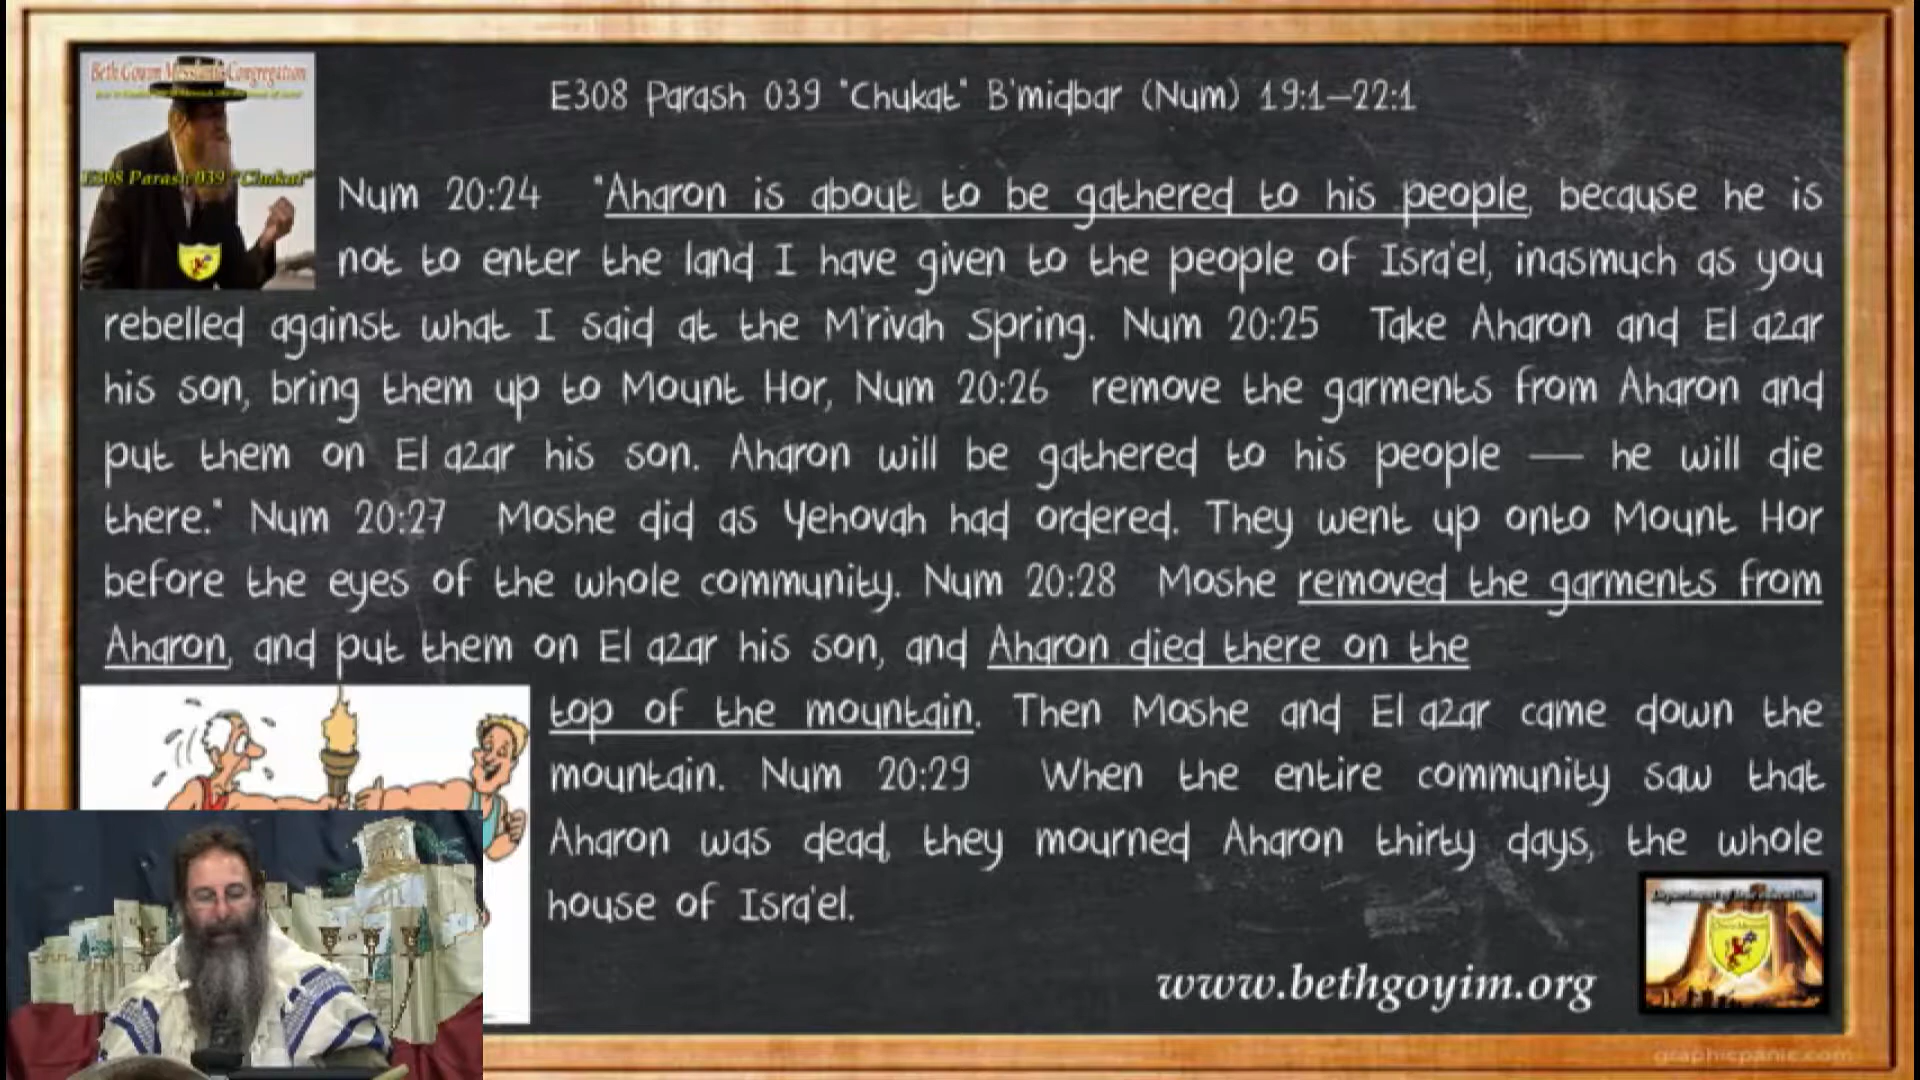 Beth Goyim Messianic Congregation
E308 Parash 039 "Chukat"
E308 Parash 039 "Chukat" B'midbar (Num) 19:1–22:1
Num 20:24 "Aharon is about to be gathered to his people, because he is
not to enter the land I have given to the people of Isra'el, inasmuch as you
rebelled against what I said at the M'rivah Spring. Num 20:25 Take Aharon and El azar
his son, bring them up to Mount Hor, Num 20:26 remove the garments from Aharon and
put them on El azar his son. Aharon will be gathered to his people — he will die
there." Num 20:27 Moshe did as Yehovah had ordered. They went up onto Mount Hor
before the eyes of the whole community. Num 20:28 Moshe removed the garments from
Aharon, and put them on El azar his son, and Aharon died there on the
top of the mountain. Then Moshe and El azar came down the
mountain. Num 20:29 When the entire community saw that
Aharon was dead, they mourned Aharon thirty days, the whole
house of Isra'el.
www.bethgoyim.org
graphicpanic.com